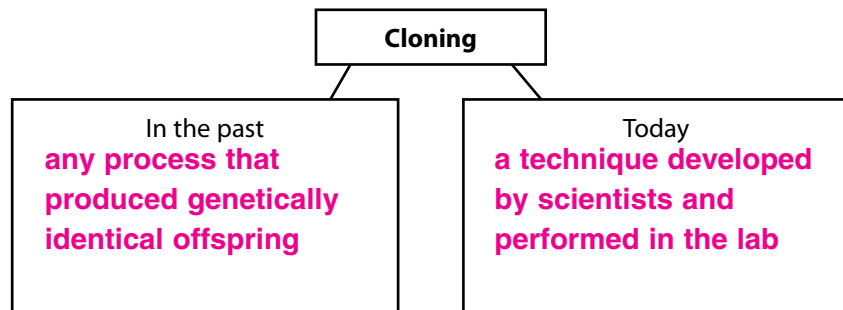 Cloning
In the past
any process that
produced genetically
identical offspring
Today
a technique developed
by scientists and
performed in the lab